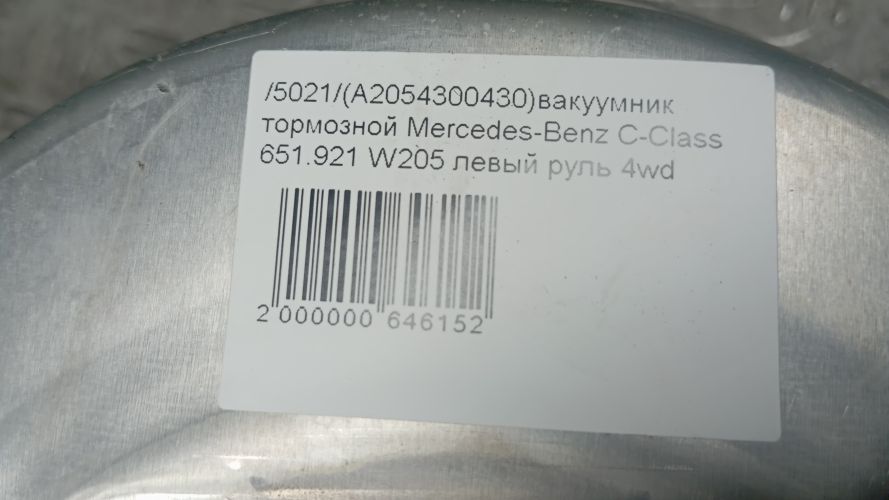 /5021/(A2054300430)вакуумник
тормозной Mercedes-Benz C-Class
651.921 W205 левый руль 4wd
2 000000 646152